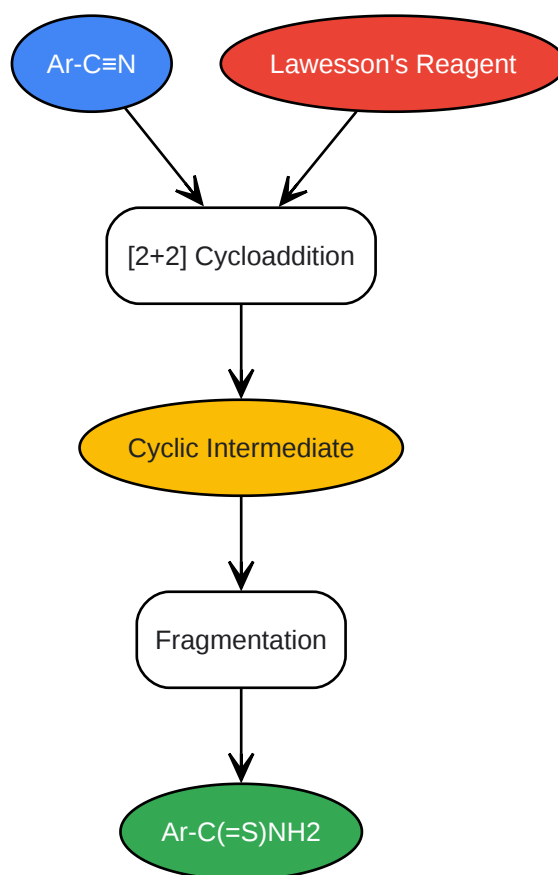 Ar-C≡N
Lawesson's Reagent
[2+2] Cycloaddition
Cyclic Intermediate
Fragmentation
Ar-C(=S)NH2